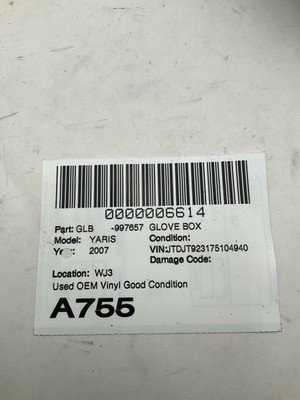 0000006614
Part: GLB -997657 GLOVE BOX
Model: YARIS Condition:
Year: 2007 VIN:JTDJT923175104940
Damage Code:
Location: WJ3
Used OEM Vinyl Good Condition
A755